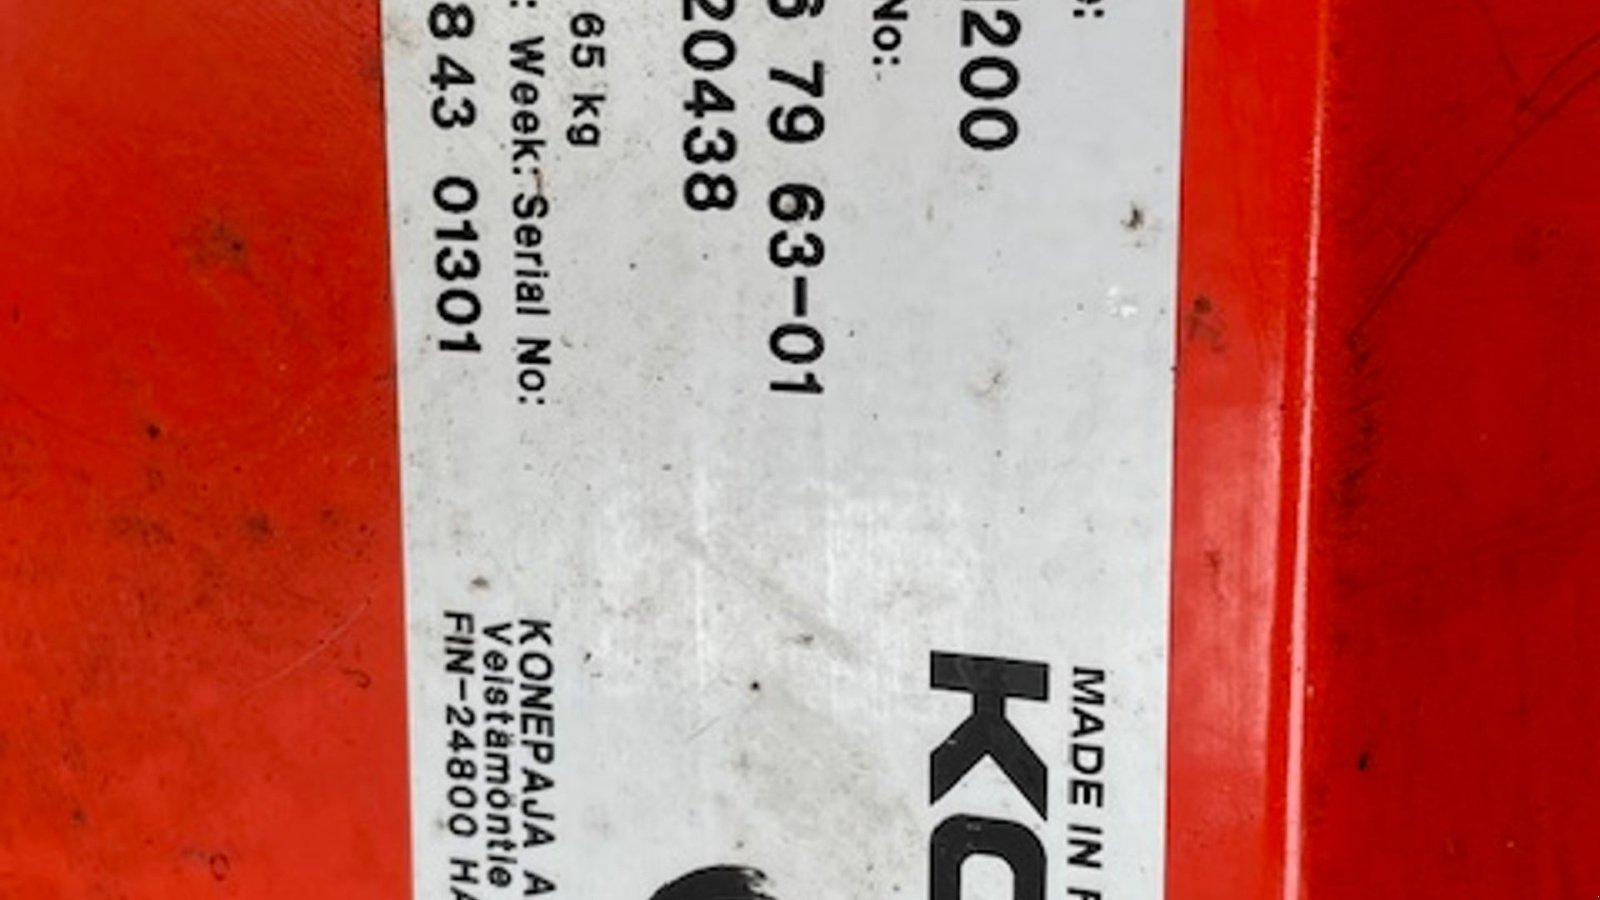 e:
1200
No:
6 79 63-01
20438
65 kg
: Week: Serial No:
843 01301
MADE IN F
KO
KONEPAJA A
Veistämöntie
FIN-24800 HA